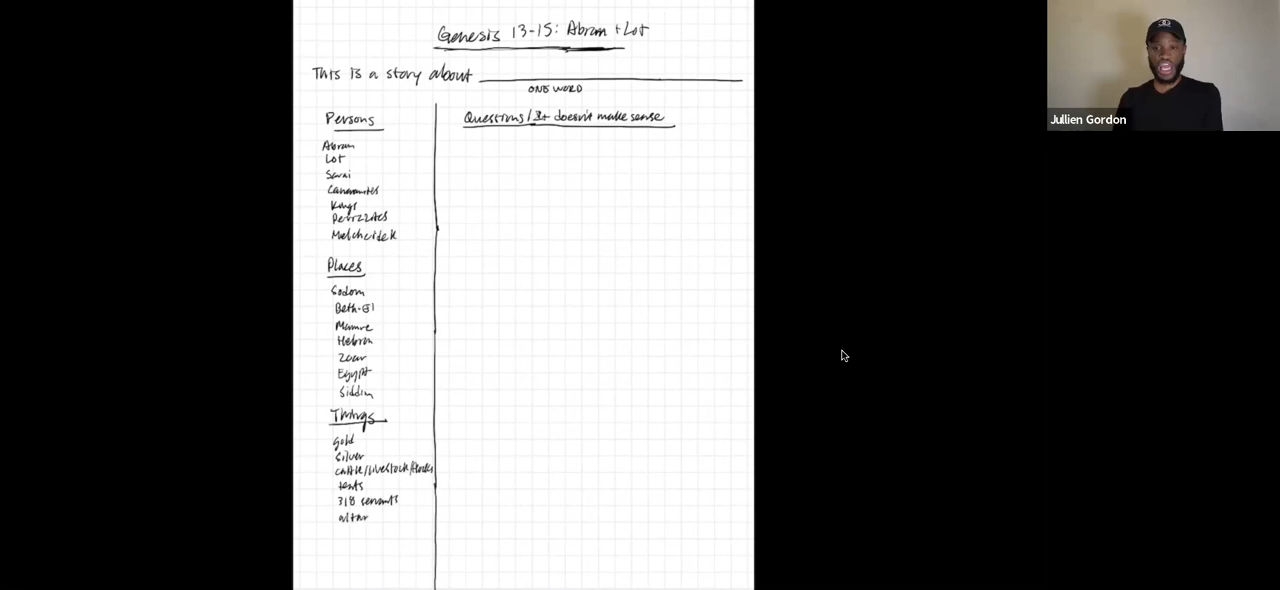 Genesis 13-15: Abram + Lot
This is a story about
ONE WORD
Persons
Abram
Lot
Sarai
Canaanites
Kings
Perizzites
Melchizedek
Places
Sodom
Beth-El
Mamre
Hebron
Zoar
Egypt
Siddim
Things
gold
silver
cattle/livestock/flocks
tents
318 servants
altar
Questions/It doesn't make sense
Jullien Gordon